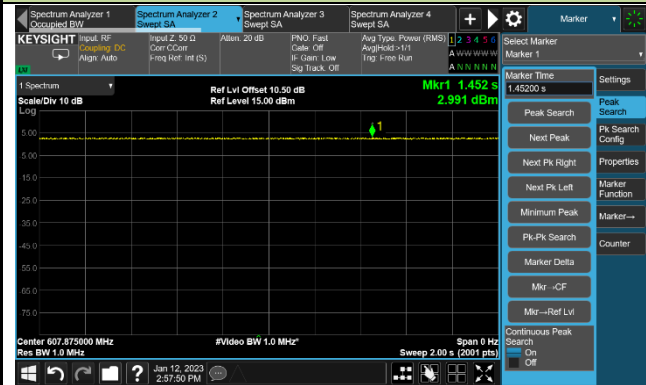 Spectrum Analyzer 1
Occupied BW
Spectrum Analyzer 2
Swept SA
Spectrum Analyzer 3
Swept SA
Spectrum Analyzer 4
Swept SA
Marker
KEYSIGHT
Input: RF
Coupling: DC
Align: Auto
Input Z: 50 Ω
Corr CCorr
Freq Ref: Int (S)
Atten: 20 dB
PNO: Fast
Gate: Off
IF Gain: Low
Sig Track: Off
Avg Type: Power (RMS)
Avg|Hold:>1/1
Trig: Free Run
1 2 3 4 5 6
A W W W W W
A N N N N N
Select Marker
Marker 1
1 Spectrum
Scale/Div 10 dB
Log
Ref Lvl Offset 10.50 dB
Ref Level 15.00 dBm
Mkr1 1.452 s
2.991 dBm
1
5.00
-5.00
-15.0
-25.0
-35.0
-45.0
-55.0
-65.0
-75.0
Center 607.875000 MHz
Res BW 1.0 MHz
#Video BW 1.0 MHz*
Span 0 Hz
Sweep 2.00 s (2001 pts)
Marker Time
1.45200 s
Peak Search
Next Peak
Next Pk Right
Next Pk Left
Minimum Peak
Pk-Pk Search
Marker Delta
Mkr→CF
Mkr→Ref Lvl
Continuous Peak
Search
On
Off
Settings
Peak
Search
Pk Search
Config
Properties
Marker
Function
Marker→
Counter
?
Jan 12, 2023
2:57:50 PM